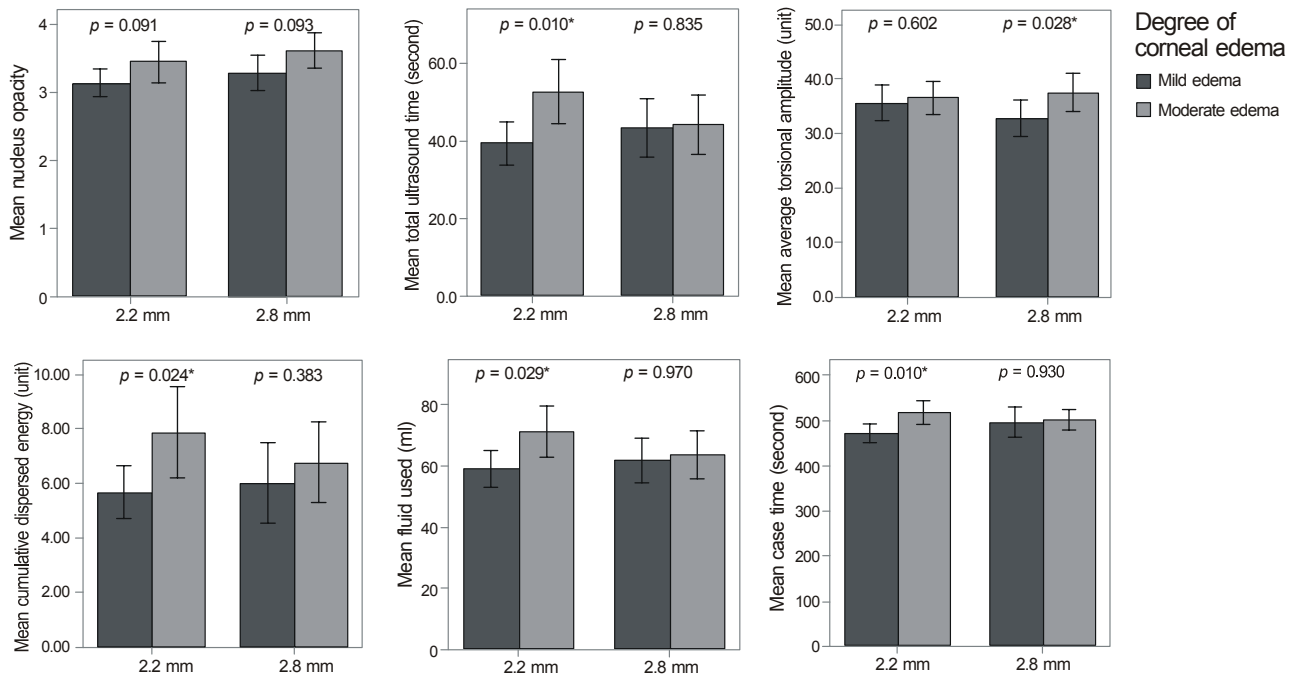 Mean nucleus opacity
4
3
2
1
0
p = 0.091
p = 0.093
2.2 mm
2.8 mm
Mean total ultrasound time (second)
60.0
40.0
20.0
0.0
p = 0.010*
p = 0.835
2.2 mm
2.8 mm
Mean average torsional amplitude (unit)
50.0
40.0
30.0
20.0
10.0
0.0
p = 0.602
p = 0.028*
2.2 mm
2.8 mm
Degree of
corneal edema
Mild edema
Moderate edema
Mean cumulative dispersed energy (unit)
10.00
8.00
6.00
4.00
2.00
0.00
p = 0.024*
p = 0.383
2.2 mm
2.8 mm
Mean fluid used (ml)
80
60
40
20
0
p = 0.029*
p = 0.970
2.2 mm
2.8 mm
Mean case time (second)
600
500
400
300
200
100
0
p = 0.010*
p = 0.930
2.2 mm
2.8 mm